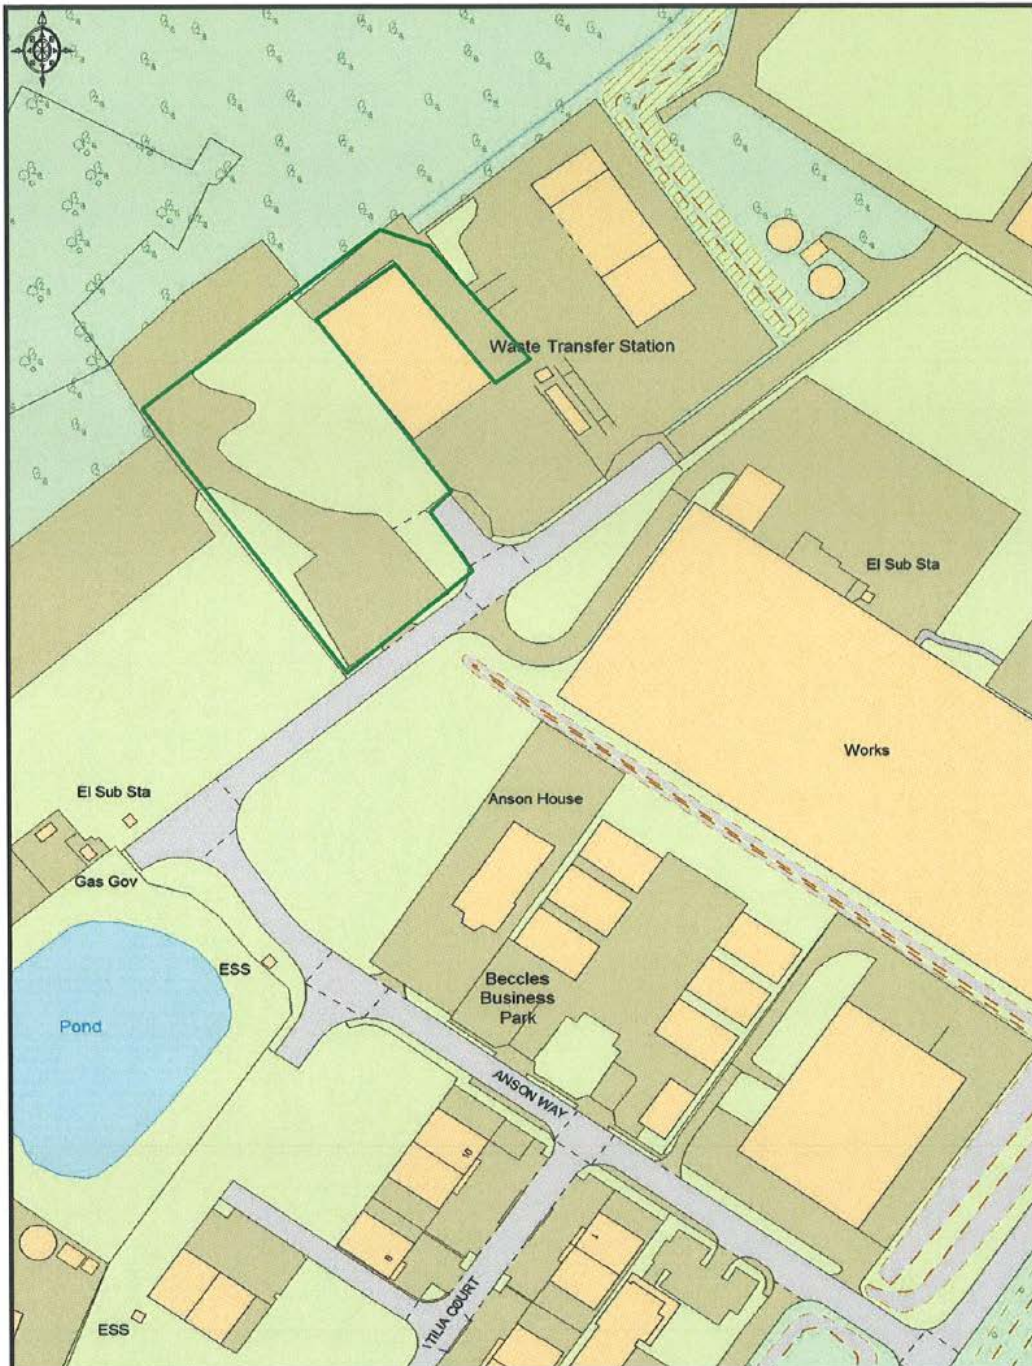 Waste Transfer Station
El Sub Sta
Works
El Sub Sta
Anson House
Gas Gov
ESS
Beccles
Business
Park
Pond
ANSON WAY
10
8
1
TILIA COURT
ESS